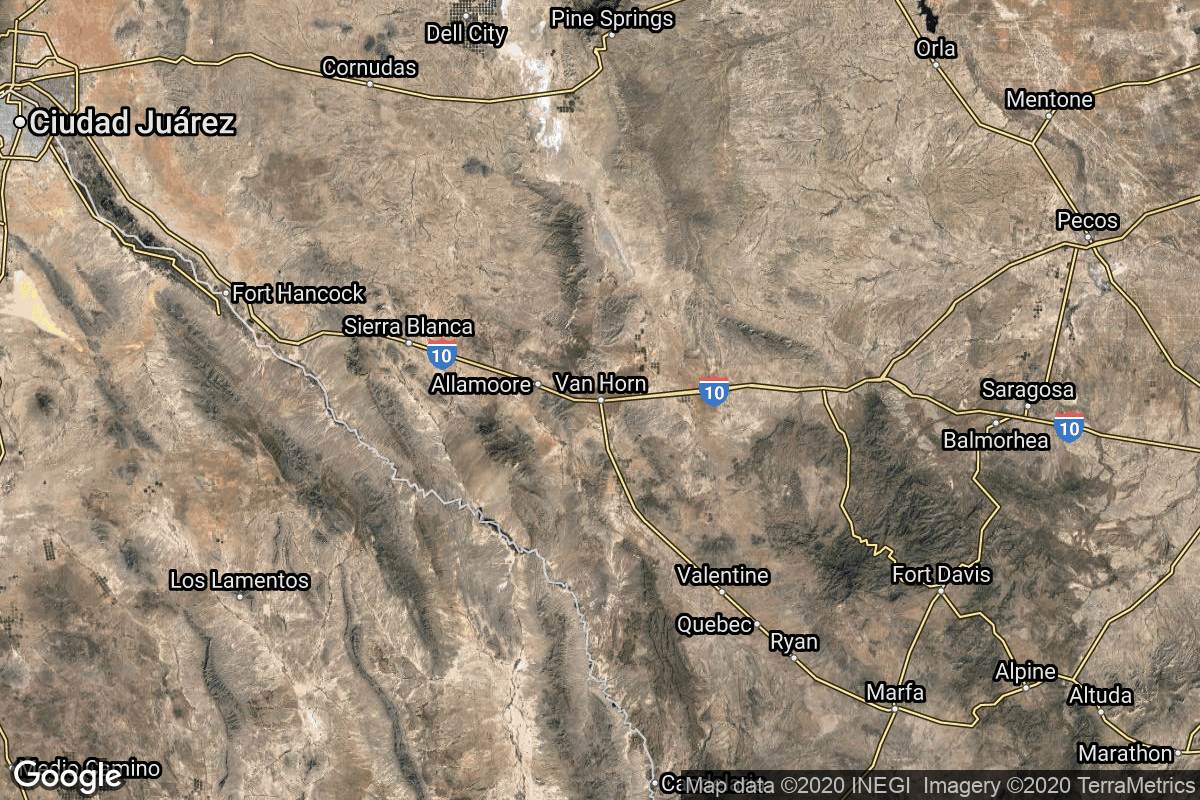 Pine Springs
Dell City
Orla
Cornudas
Mentone
Ciudad Juárez
Pecos
Fort Hancock
Sierra Blanca
10
Allamoore
Van Horn
10
Saragosa
10
Balmorhea
Valentine
Fort Davis
Los Lamentos
Quebec
Ryan
Alpine
Marfa
Altuda
Marathon
Camino
Google
Map data ©2020 INEGI Imagery ©2020 TerraMetrics